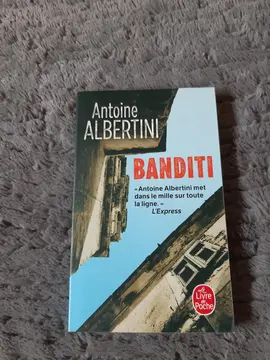 Antoine
ALBERTINI
BANDITI
« Antoine Albertini met
dans le mille sur toute
la ligne. »
L'Express
Le Livre
de
Poche